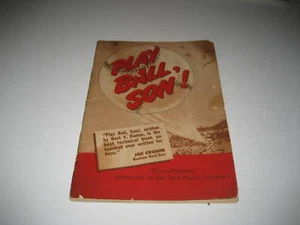 PLAY
BALL,
SON!
"Play Ball, Son!, written
by Bert V. Dunne, is the
best technical book on
baseball ever written for
boys."
JOE CRONIN
Boston Red Sox